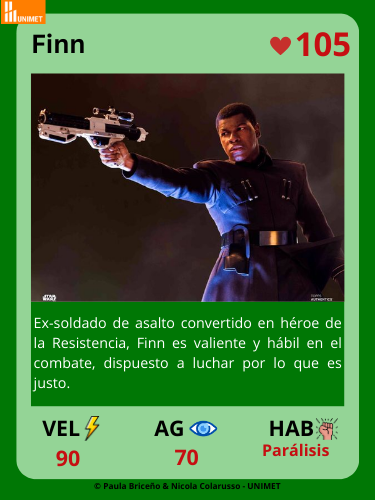 UNIMET
Finn
105
STAR WARS
Ex-soldado de asalto convertido en héroe de
la Resistencia, Finn es valiente y hábil en el
combate, dispuesto a luchar por lo que es
justo.
VEL AG HAB
90 70 Parálisis
© Paula Briceño & Nicola Colarusso - UNIMET